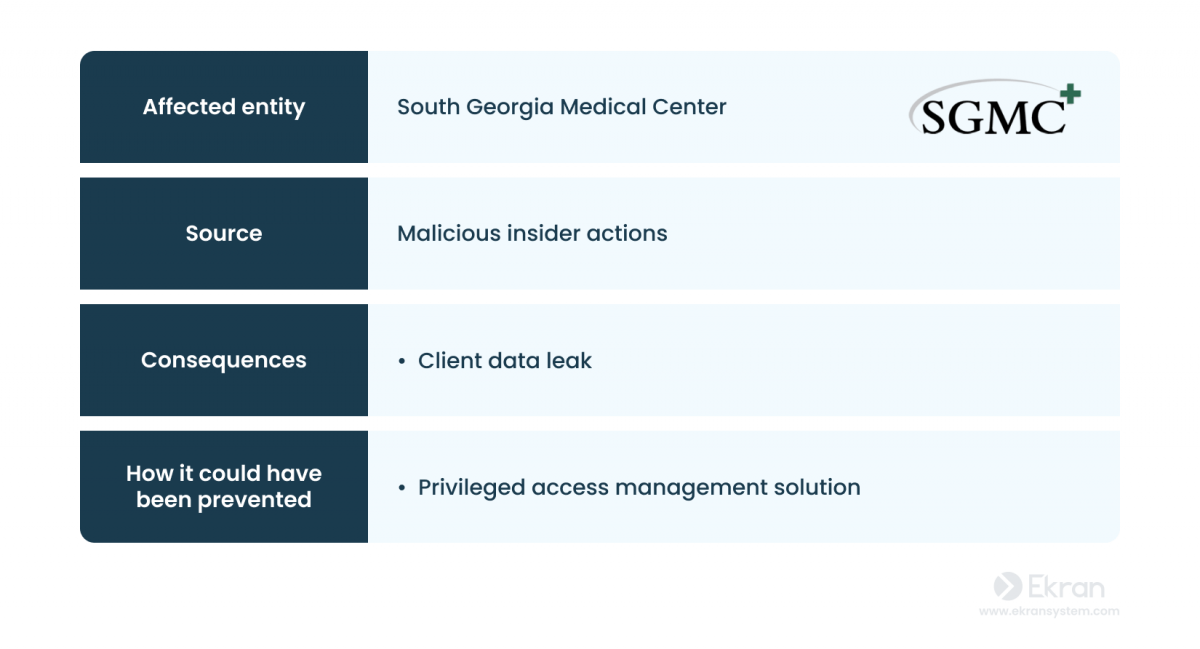 Affected entity
South Georgia Medical Center
SGMC
Source
Malicious insider actions
Consequences
• Client data leak
How it could have
been prevented
• Privileged access management solution
Ekran
www.ekransystem.com